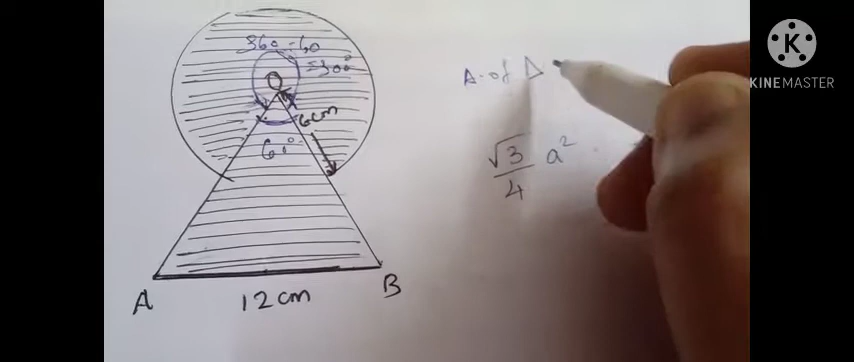 360-60
=300°
O
6cm
60°
A
B
12cm
A. of Δ
√3/4 a²
K
KINEMASTER